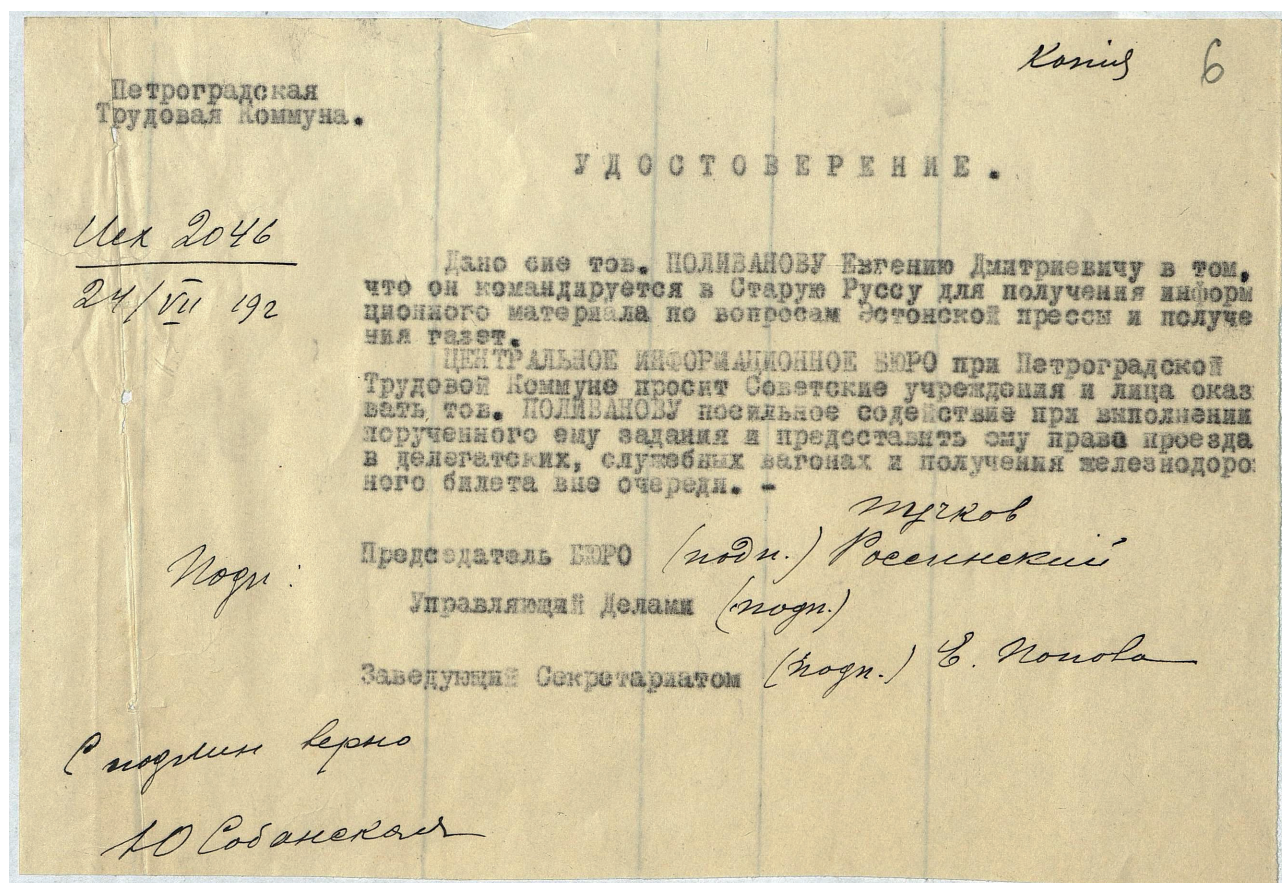 Копия 6
Петроградская
Трудовая Коммуна.
УДОСТОВЕРЕНИЕ.
Исх 2046
24/VII 192
Дано сие тов. ПОЛИВАНОВУ Евгению Дмитриевичу в том,
что он командируется в Старую Руссу для получения информ
ционного материала по вопросам Эстонской прессы и получе
ния газет.
ЦЕНТРАЛЬНОЕ ИНФОРМАЦИОННОЕ БЮРО при Петроградской
Трудовой Коммуне просит Советские учреждения и лица оказ
вать тов. ПОЛИВАНОВУ посильное содействие при выполнении
порученного ему задания и предоставить ему права проезда
в делегатских, служебных вагонах и получения железнодоро
ного билета вне очереди. -
тучков
Подп: Председатель БЮРО (подп.) Россинский
Управляющий Делами (подп.)
Заведующий Секретариатом (подп.) Е. Попова
С подлин верно
Ю Собанская